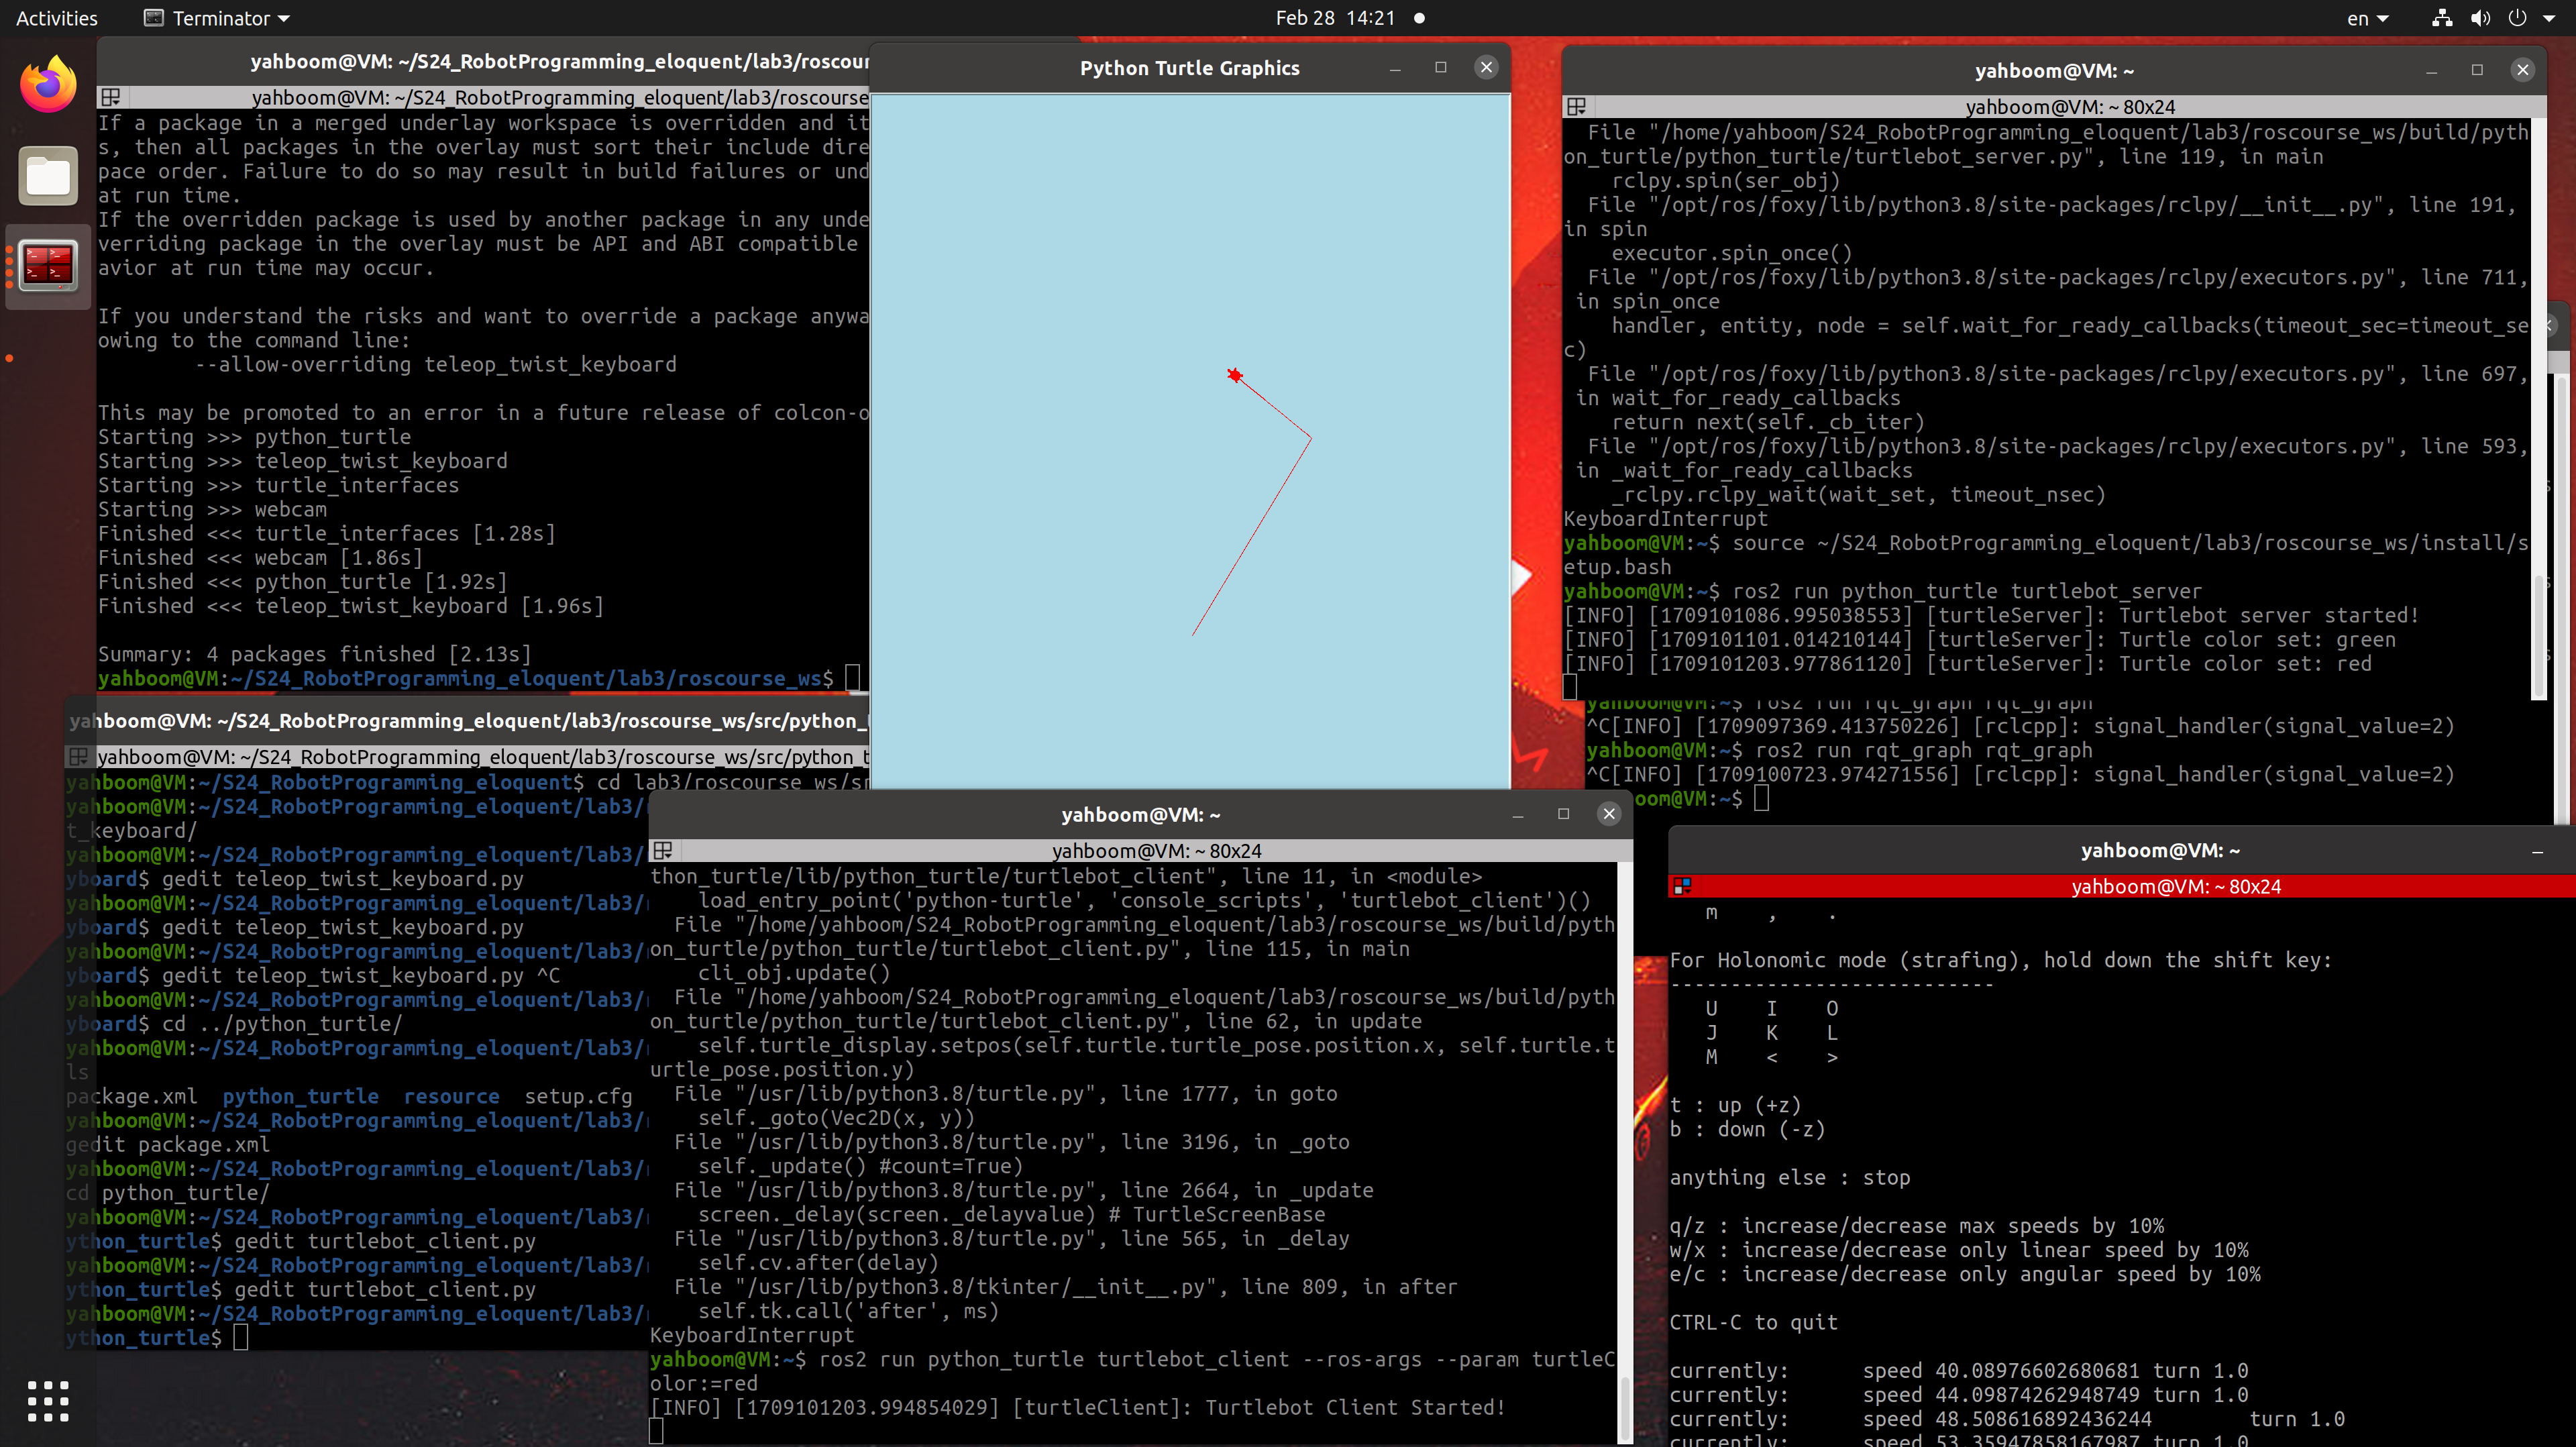 Activities
Terminator
Feb 28 14:21
en
yahboom@VM: ~/S24_RobotProgramming_eloquent/lab3/roscour
yahboom@VM: ~/S24_RobotProgramming_eloquent/lab3/roscourse
If a package in a merged underlay workspace is overridden and it
s, then all packages in the overlay must sort their include dire
pace order. Failure to do so may result in build failures or und
at run time.
If the overridden package is used by another package in any unde
verriding package in the overlay must be API and ABI compatible
avior at run time may occur.
If you understand the risks and want to override a package anywa
owing to the command line:
--allow-overriding teleop_twist_keyboard
This may be promoted to an error in a future release of colcon-o
Starting >>> python_turtle
Starting >>> teleop_twist_keyboard
Starting >>> turtle_interfaces
Starting >>> webcam
Finished <<< turtle_interfaces [1.28s]
Finished <<< webcam [1.86s]
Finished <<< python_turtle [1.92s]
Finished <<< teleop_twist_keyboard [1.96s]
Summary: 4 packages finished [2.13s]
yahboom@VM:~/S24_RobotProgramming_eloquent/lab3/roscourse_ws$
Python Turtle Graphics
yahboom@VM: ~
yahboom@VM: ~ 80x24
File "/home/yahboom/S24_RobotProgramming_eloquent/lab3/roscourse_ws/build/pyth
on_turtle/python_turtle/turtlebot_server.py", line 119, in main
rclpy.spin(ser_obj)
File "/opt/ros/foxy/lib/python3.8/site-packages/rclpy/__init__.py", line 191,
in spin
executor.spin_once()
File "/opt/ros/foxy/lib/python3.8/site-packages/rclpy/executors.py", line 711,
in spin_once
handler, entity, node = self.wait_for_ready_callbacks(timeout_sec=timeout_se
c)
File "/opt/ros/foxy/lib/python3.8/site-packages/rclpy/executors.py", line 697,
in wait_for_ready_callbacks
return next(self._cb_iter)
File "/opt/ros/foxy/lib/python3.8/site-packages/rclpy/executors.py", line 593,
in _wait_for_ready_callbacks
_rclpy.rclpy_wait(wait_set, timeout_nsec)
KeyboardInterrupt
yahboom@VM:~$ source ~/S24_RobotProgramming_eloquent/lab3/roscourse_ws/install/s
etup.bash
yahboom@VM:~$ ros2 run python_turtle turtlebot_server
[INFO] [1709101086.995038553] [turtleServer]: Turtlebot server started!
[INFO] [1709101101.014210144] [turtleServer]: Turtle color set: green
[INFO] [1709101203.977861120] [turtleServer]: Turtle color set: red
yahboom@VM:~$ ros2 run rqt_graph rqt_graph
^C[INFO] [1709097369.413750226] [rclcpp]: signal_handler(signal_value=2)
yahboom@VM:~$ ros2 run rqt_graph rqt_graph
^C[INFO] [1709100723.974271556] [rclcpp]: signal_handler(signal_value=2)
oom@VM:~$
yahboom@VM: ~/S24_RobotProgramming_eloquent/lab3/roscourse_ws/src/python_
yahboom@VM: ~/S24_RobotProgramming_eloquent/lab3/roscourse_ws/src/python_t
yahboom@VM:~/S24_RobotProgramming_eloquent$ cd lab3/roscourse_ws/sr
yahboom@VM:~/S24_RobotProgramming_eloquent/lab3/
t_keyboard/
yahboom@VM:~/S24_RobotProgramming_eloquent/lab3/
yboard$ gedit teleop_twist_keyboard.py
yahboom@VM:~/S24_RobotProgramming_eloquent/lab3/
yboard$ gedit teleop_twist_keyboard.py
yahboom@VM:~/S24_RobotProgramming_eloquent/lab3/
yboard$ gedit teleop_twist_keyboard.py ^C
yahboom@VM:~/S24_RobotProgramming_eloquent/lab3/
yboard$ cd ../python_turtle/
yahboom@VM:~/S24_RobotProgramming_eloquent/lab3/
ls
package.xml python_turtle resource setup.cfg
yahboom@VM:~/S24_RobotProgramming_eloquent/lab3/
gedit package.xml
yahboom@VM:~/S24_RobotProgramming_eloquent/lab3/
cd python_turtle/
yahboom@VM:~/S24_RobotProgramming_eloquent/lab3/
ython_turtle$ gedit turtlebot_client.py
yahboom@VM:~/S24_RobotProgramming_eloquent/lab3/
ython_turtle$ gedit turtlebot_client.py
yahboom@VM:~/S24_RobotProgramming_eloquent/lab3/
ython_turtle$
yahboom@VM: ~
yahboom@VM: ~ 80x24
thon_turtle/lib/python_turtle/turtlebot_client", line 11, in <module>
load_entry_point('python-turtle', 'console_scripts', 'turtlebot_client')()
File "/home/yahboom/S24_RobotProgramming_eloquent/lab3/roscourse_ws/build/pyth
on_turtle/python_turtle/turtlebot_client.py", line 115, in main
cli_obj.update()
File "/home/yahboom/S24_RobotProgramming_eloquent/lab3/roscourse_ws/build/pyth
on_turtle/python_turtle/turtlebot_client.py", line 62, in update
self.turtle_display.setpos(self.turtle.turtle_pose.position.x, self.turtle.t
urtle_pose.position.y)
File "/usr/lib/python3.8/turtle.py", line 1777, in goto
self._goto(Vec2D(x, y))
File "/usr/lib/python3.8/turtle.py", line 3196, in _goto
self._update() #count=True)
File "/usr/lib/python3.8/turtle.py", line 2664, in _update
screen._delay(screen._delayvalue) # TurtleScreenBase
File "/usr/lib/python3.8/turtle.py", line 565, in _delay
self.cv.after(delay)
File "/usr/lib/python3.8/tkinter/__init__.py", line 809, in after
self.tk.call('after', ms)
KeyboardInterrupt
yahboom@VM:~$ ros2 run python_turtle turtlebot_client --ros-args --param turtleC
olor:=red
[INFO] [1709101203.994854029] [turtleClient]: Turtlebot Client Started!
yahboom@VM: ~
yahboom@VM: ~ 80x24
m , .
For Holonomic mode (strafing), hold down the shift key:
---------------------------
U I O
J K L
M < >
t : up (+z)
b : down (-z)
anything else : stop
q/z : increase/decrease max speeds by 10%
w/x : increase/decrease only linear speed by 10%
e/c : increase/decrease only angular speed by 10%
CTRL-C to quit
currently: speed 40.08976602680681 turn 1.0
currently: speed 44.09874262948749 turn 1.0
currently: speed 48.508616892436244 turn 1.0
currently: speed 53.35947858167987 turn 1.0